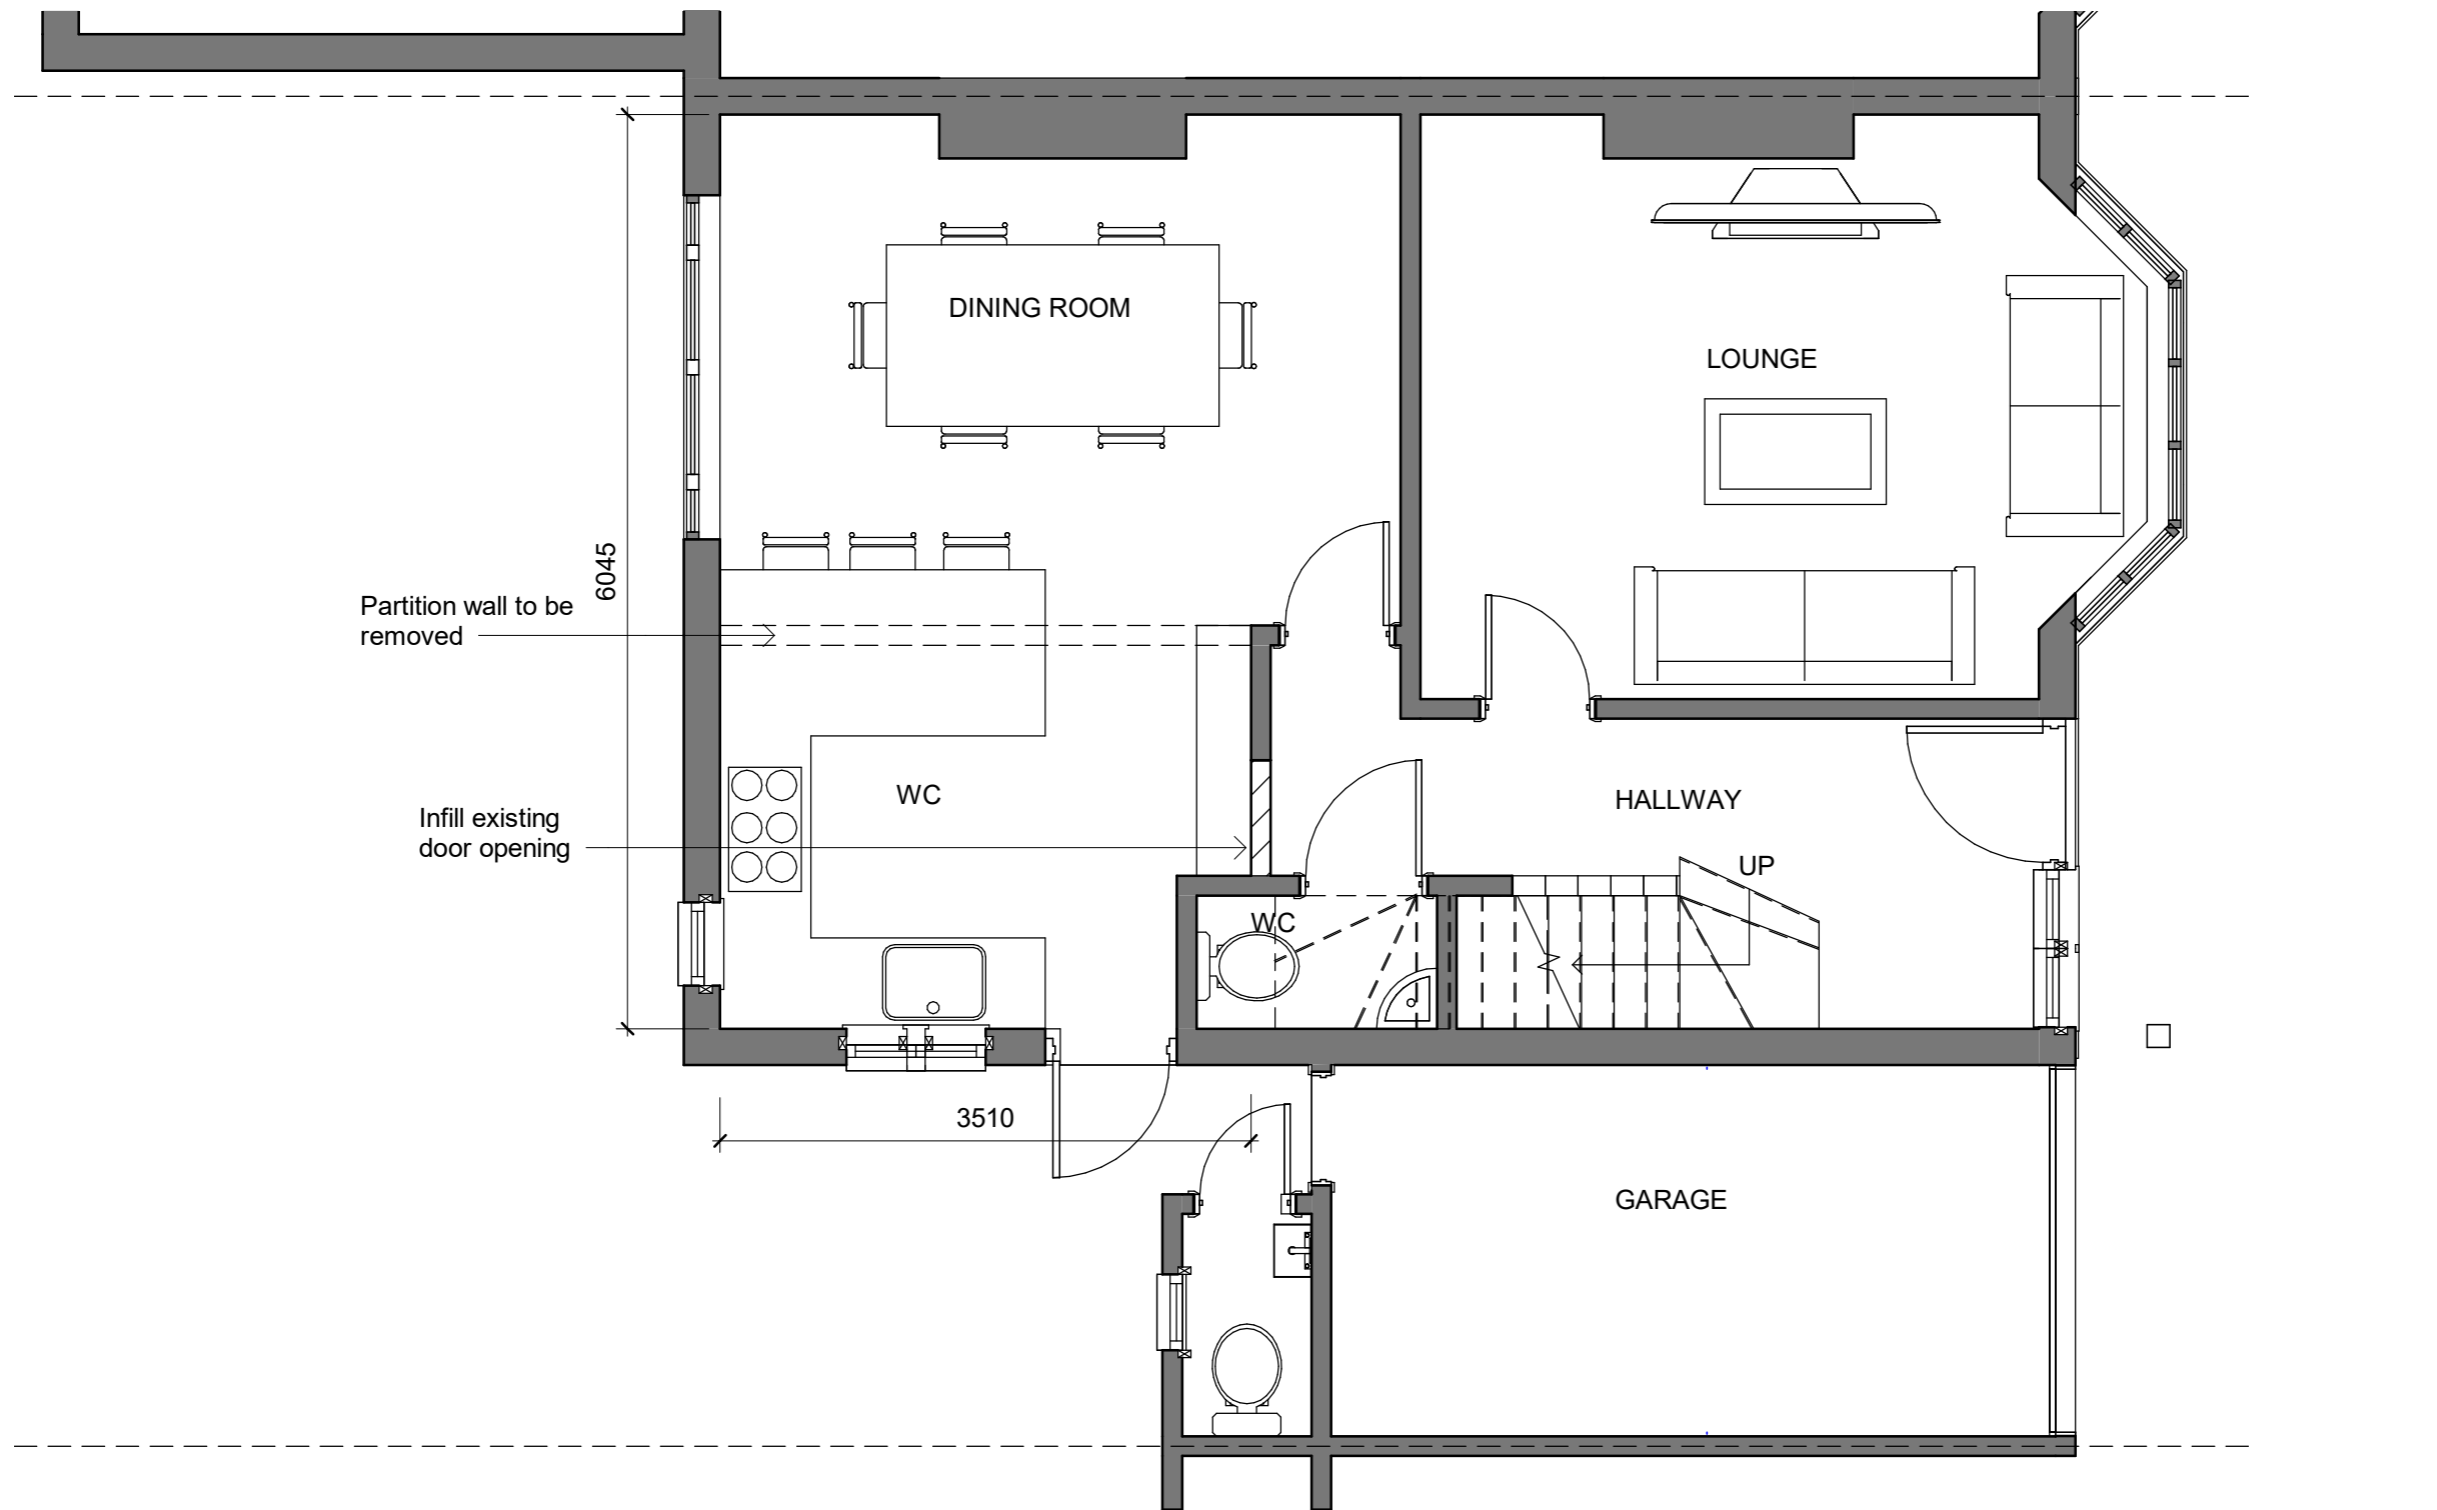 DINING ROOM
LOUNGE
6045
Partition wall to be
removed
WC
HALLWAY
Infill existing
door opening
UP
WC
3510
GARAGE